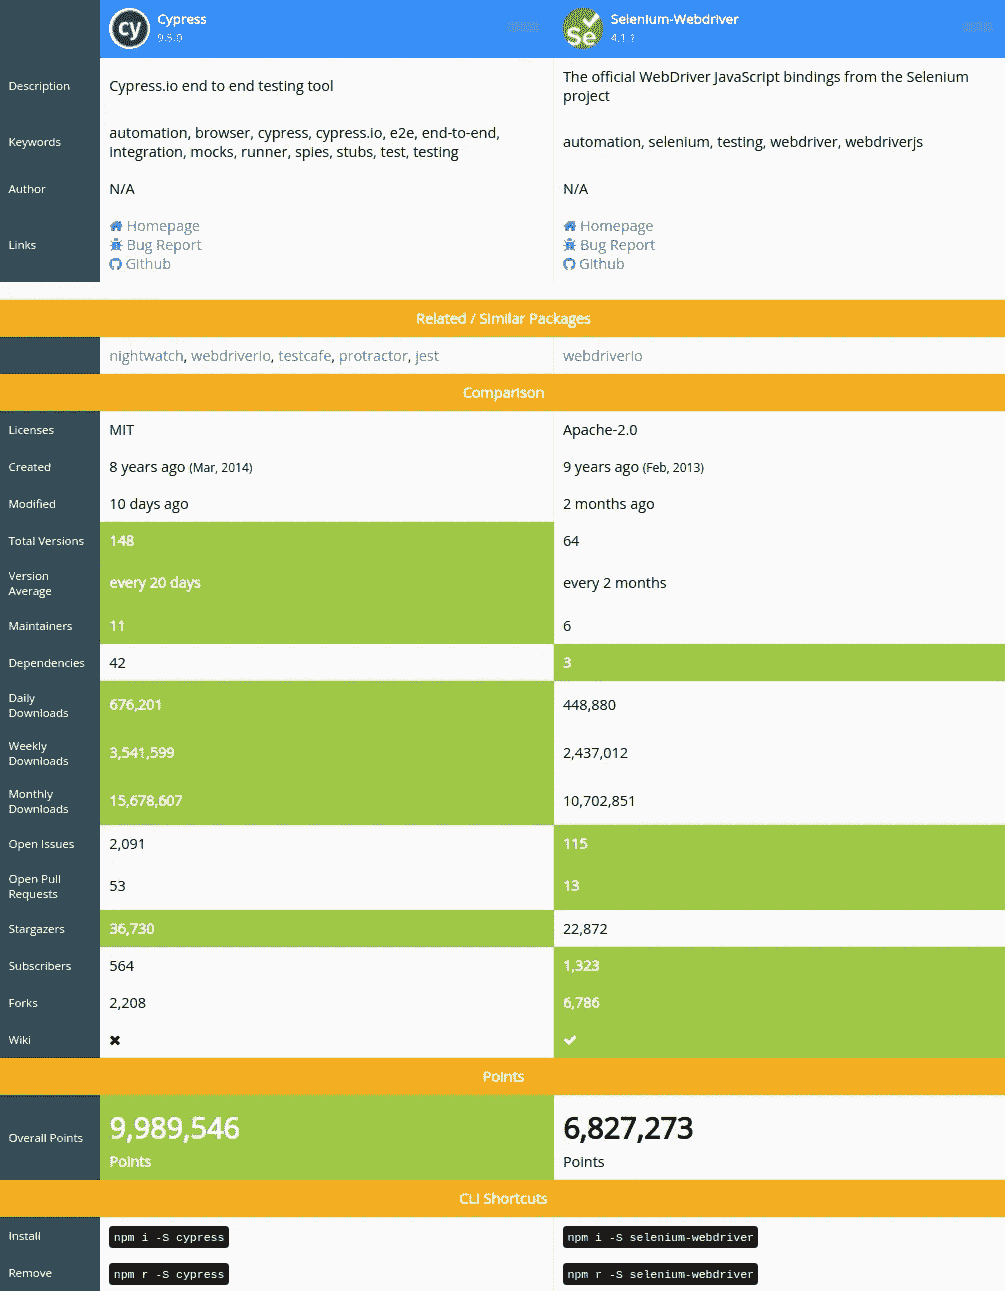 Cypress
9.5.0
Selenium-Webdriver
4.1.?
Description
Cypress.io end to end testing tool
The official WebDriver JavaScript bindings from the Selenium
project
Keywords
automation, browser, cypress, cypress.io, e2e, end-to-end,
integration, mocks, runner, spies, stubs, test, testing
automation, selenium, testing, webdriver, webdriverjs
Author
N/A
N/A
Links
Homepage
Bug Report
Github
Homepage
Bug Report
Github
Related / Similar Packages
nightwatch, webdriverio, testcafe, protractor, jest
webdriverio
Comparison
Licenses
MIT
Apache-2.0
Created
8 years ago (Mar, 2014)
9 years ago (Feb, 2013)
Modified
10 days ago
2 months ago
Total Versions
148
64
Version
Average
every 20 days
every 2 months
Maintainers
11
6
Dependencies
42
3
Daily
Downloads
676,201
448,880
Weekly
Downloads
3,541,599
2,437,012
Monthly
Downloads
15,678,607
10,702,851
Open Issues
2,091
115
Open Pull
Requests
53
13
Stargazers
36,730
22,872
Subscribers
564
1,323
Forks
2,208
6,786
Wiki
Points
Overall Points
9,989,546
Points
6,827,273
Points
CLI Shortcuts
Install
npm i -S cypress
npm i -S selenium-webdriver
Remove
npm r -S cypress
npm r -S selenium-webdriver